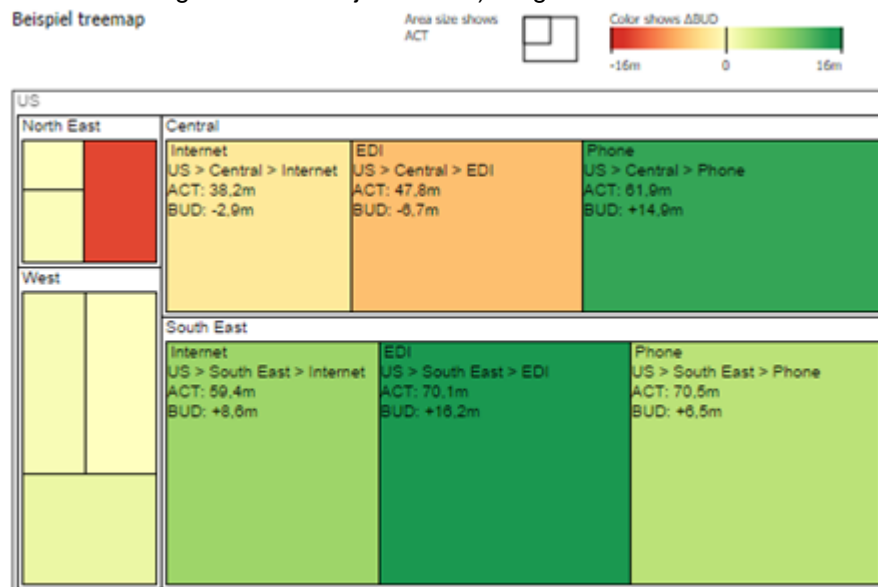 Beispiel treemap
Area size shows
ACT
Color shows ΔBUD
-16m 0 16m
US
North East
Central
Internet
US > Central > Internet
ACT: 38,2m
BUD: -2,9m
EDI
US > Central > EDI
ACT: 47,8m
BUD: -6,7m
Phone
US > Central > Phone
ACT: 61,9m
BUD: +14,9m
West
South East
Internet
US > South East > Internet
ACT: 59,4m
BUD: +8,6m
EDI
US > South East > EDI
ACT: 70,1m
BUD: +16,2m
Phone
US > South East > Phone
ACT: 70,5m
BUD: +6,5m